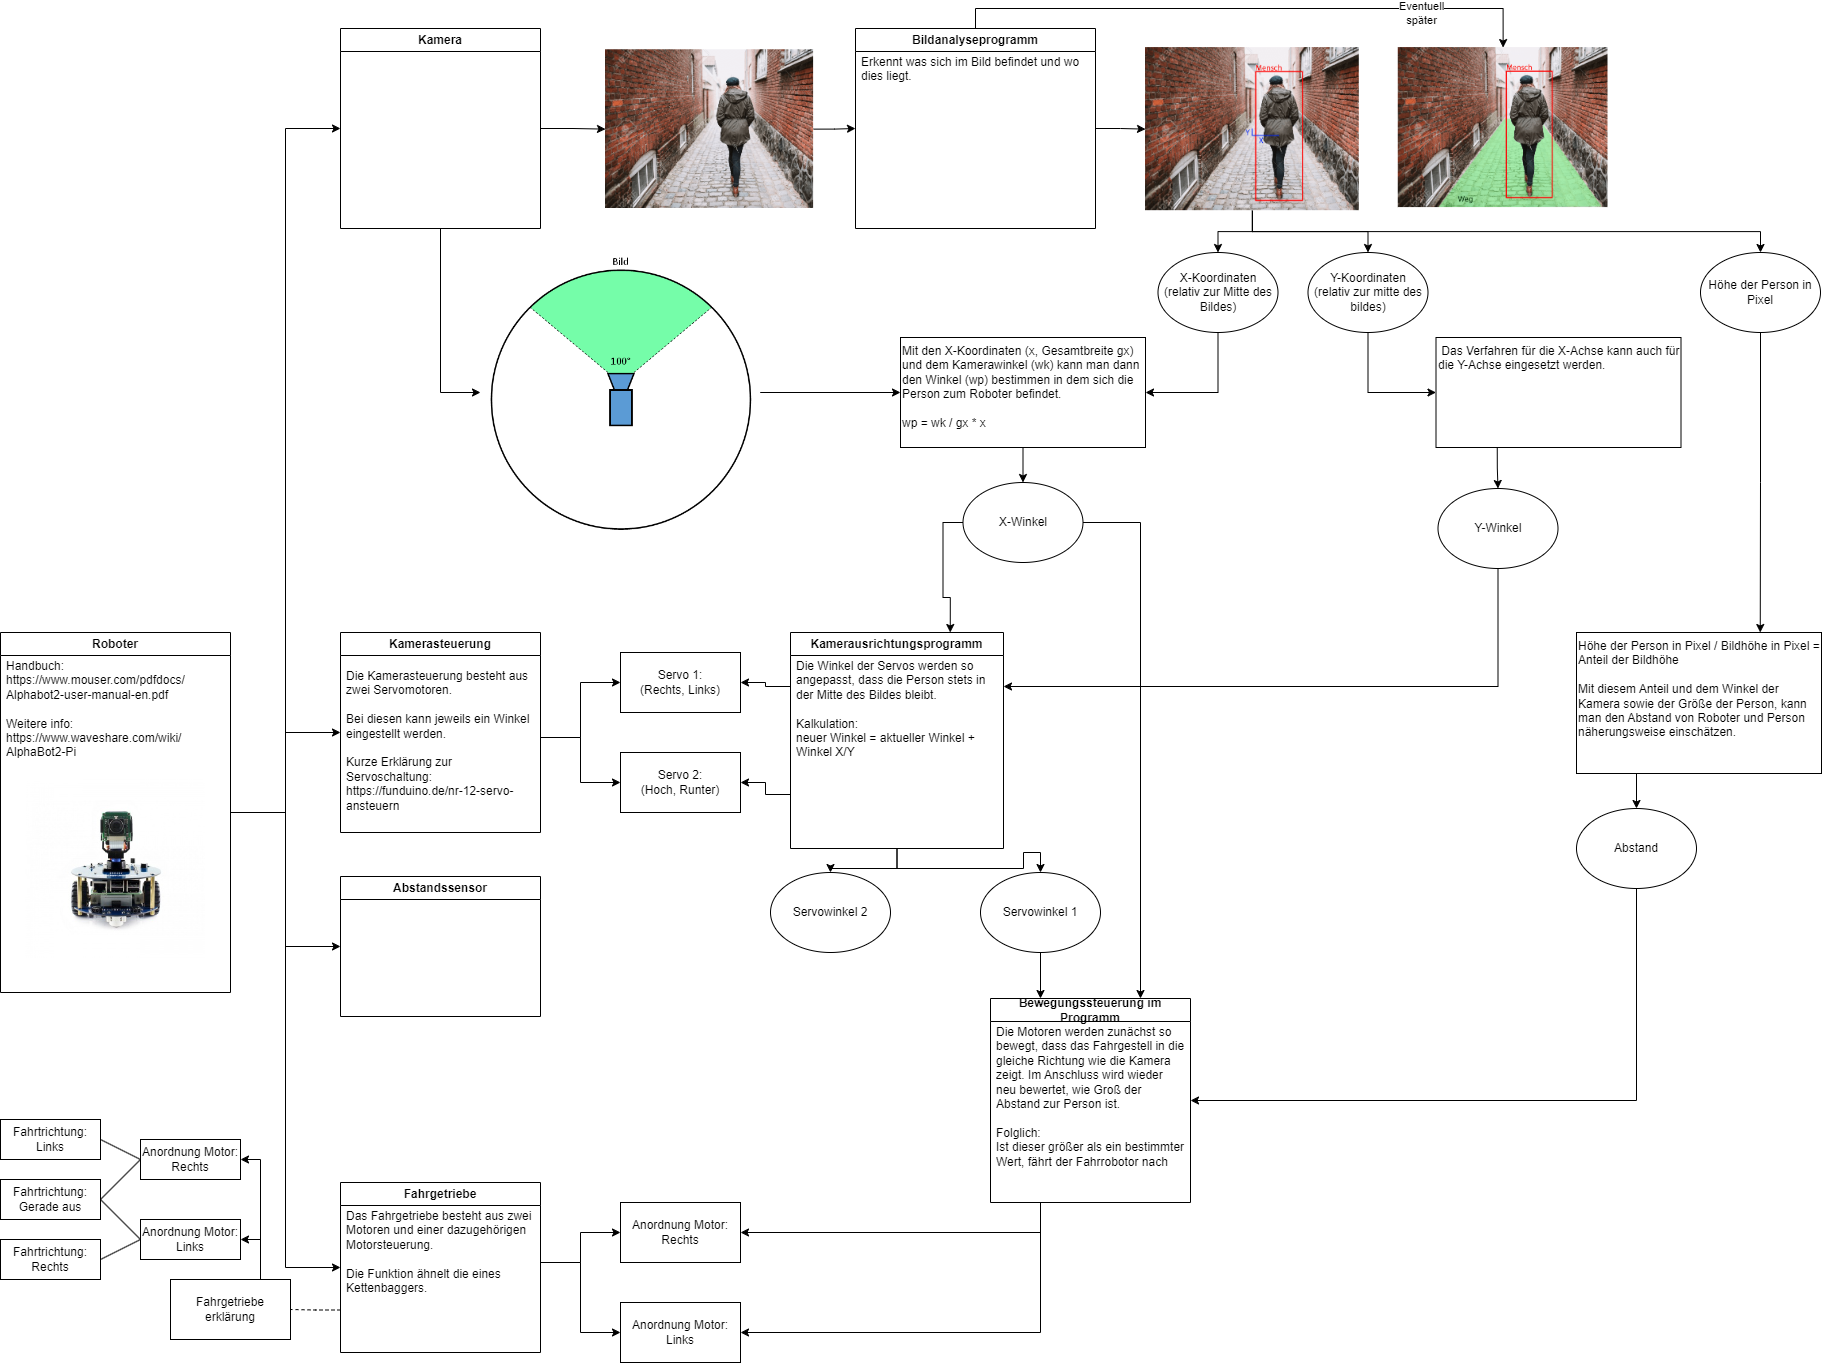 Eventuell
später
Kamera
Bildanalyseprogramm
Erkennt was sich im Bild befindet und wo
dies liegt.
Mensch
Y
X
Mensch
Weg
Bild
100°
X-Koordinaten
(relativ zur Mitte des
Bildes)
Y-Koordinaten
(relativ zur mitte des
bildes)
Höhe der Person in
Pixel
Mit den X-Koordinaten (x, Gesamtbreite gx)
und dem Kamerawinkel (wk) kann man dann
den Winkel (wp) bestimmen in dem sich die
Person zum Roboter befindet.
wp = wk / gx * x
Das Verfahren für die X-Achse kann auch für
die Y-Achse eingesetzt werden.
X-Winkel
Y-Winkel
Roboter
Handbuch:
https://www.mouser.com/pdfdocs/
Alphabot2-user-manual-en.pdf
Weitere info:
https://www.waveshare.com/wiki/
AlphaBot2-Pi
Kamerasteuerung
Die Kamerasteuerung besteht aus
zwei Servomotoren.
Bei diesen kann jeweils ein Winkel
eingestellt werden.
Kurze Erklärung zur
Servoschaltung:
https://funduino.de/nr-12-servo-
ansteuern
Servo 1:
(Rechts, Links)
Servo 2:
(Hoch, Runter)
Kamerausrichtungsprogramm
Die Winkel der Servos werden so
angepasst, dass die Person stets in
der Mitte des Bildes bleibt.
Kalkulation:
neuer Winkel = aktueller Winkel +
Winkel X/Y
Höhe der Person in Pixel / Bildhöhe in Pixel =
Anteil der Bildhöhe
Mit diesem Anteil und dem Winkel der
Kamera sowie der Größe der Person, kann
man den Abstand von Roboter und Person
näherungsweise einschätzen.
Abstand
Abstandssensor
Servowinkel 2
Servowinkel 1
Bewegungssteuerung im
Programm
Die Motoren werden zunächst so
bewegt, dass das Fahrgestell in die
gleiche Richtung wie die Kamera
zeigt. Im Anschluss wird wieder
neu bewertet, wie Groß der
Abstand zur Person ist.
Folglich:
Ist dieser größer als ein bestimmter
Wert, fährt der Fahrrobotor nach
Fahrtrichtung:
Links
Fahrtrichtung:
Gerade aus
Fahrtrichtung:
Rechts
Anordnung Motor:
Rechts
Anordnung Motor:
Links
Fahrgetriebe
erklärung
Fahrgetriebe
Das Fahrgetriebe besteht aus zwei
Motoren und einer dazugehörigen
Motorsteuerung.
Die Funktion ähnelt die eines
Kettenbaggers.
Anordnung Motor:
Rechts
Anordnung Motor:
Links